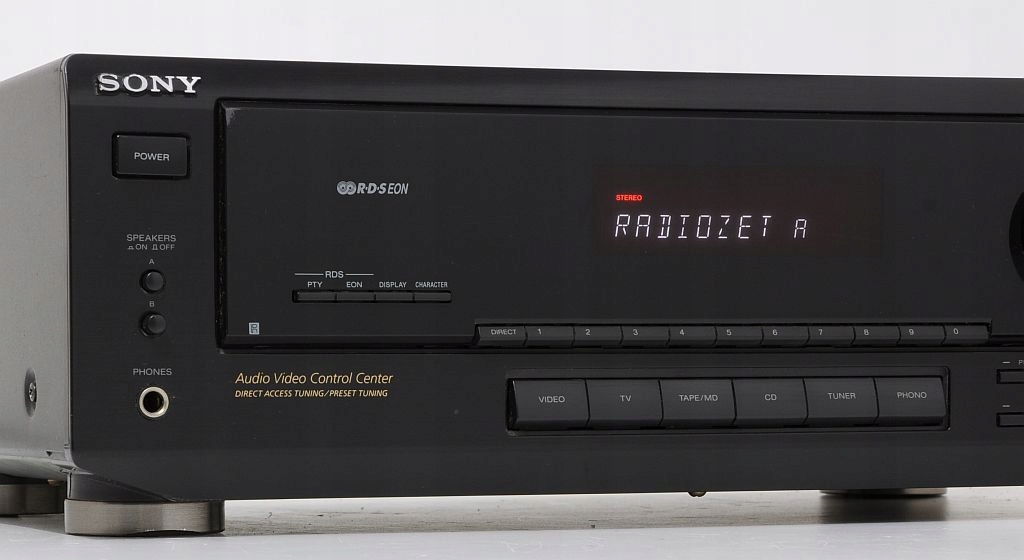 SONY
POWER
R·D·S EON
STEREO
RADIOZET A
SPEAKERS
ON OFF
A
B
RDS
PTY EON DISPLAY CHARACTER
DIRECT 1 2 3 4 5 6 7 8 9 0
PHONES
Audio Video Control Center
DIRECT ACCESS TUNING/PRESET TUNING
VIDEO TV TAPE/MD CD TUNER PHONO